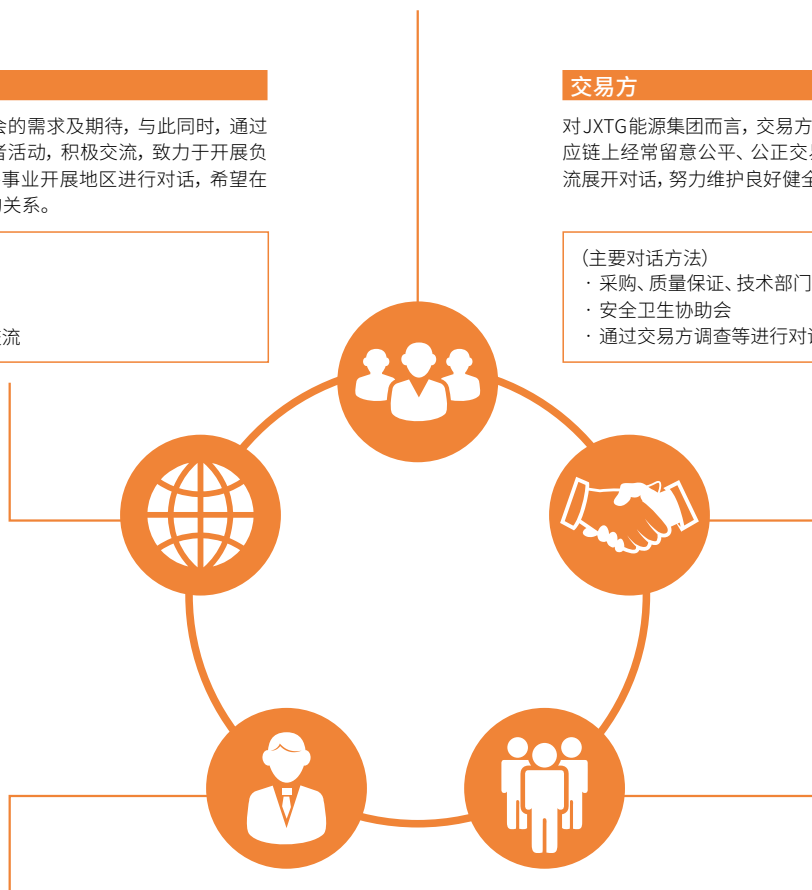 会的需求及期待，与此同时，通过
者活动，积极交流，致力于开展负
事业开展地区进行对话，希望在
的关系。
流
交易方
对JXTG能源集团而言，交易方
应链上经常留意公平、公正交易
流展开对话，努力维护良好健全
（主要对话方法）
· 采购、质量保证、技术部门
· 安全卫生协助会
· 通过交易方调查等进行对话